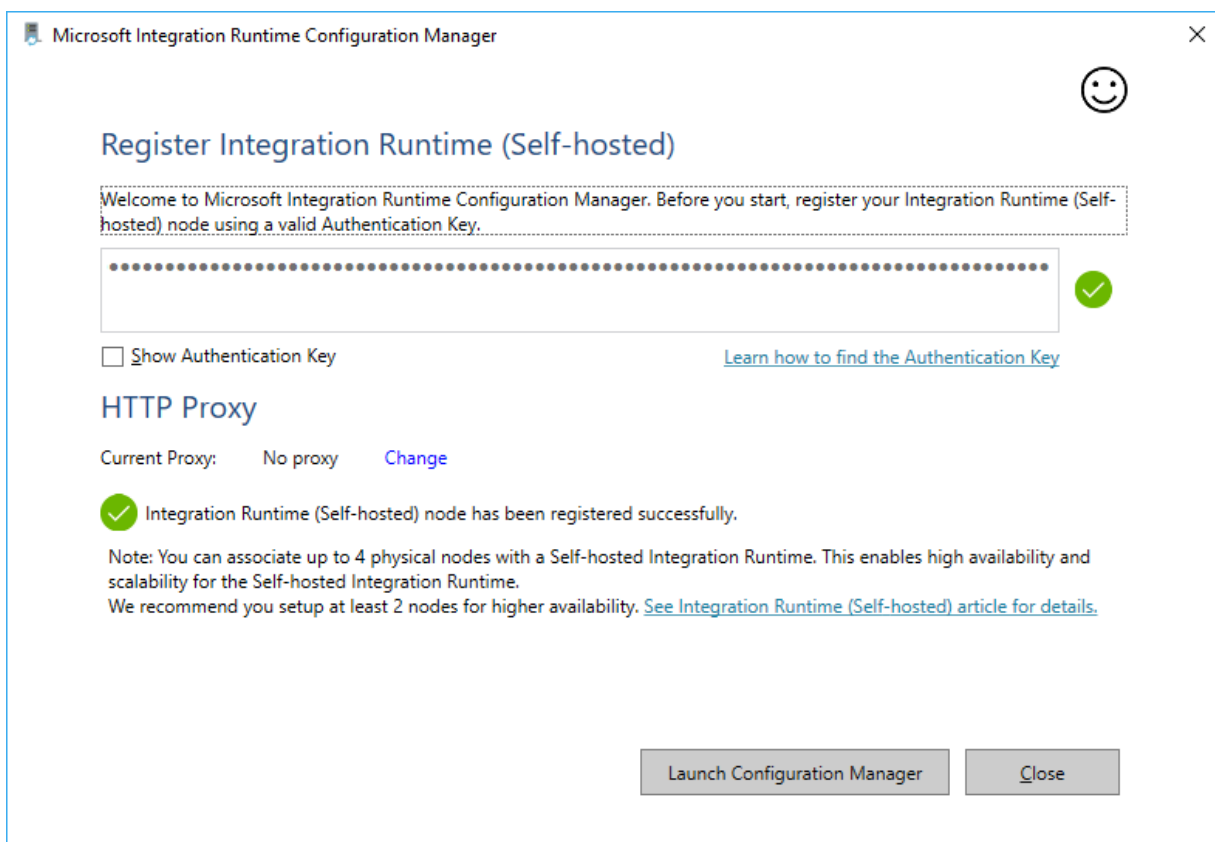 Microsoft Integration Runtime Configuration Manager
Register Integration Runtime (Self-hosted)
Welcome to Microsoft Integration Runtime Configuration Manager. Before you start, register your Integration Runtime (Self-
hosted) node using a valid Authentication Key.
Show Authentication Key
Learn how to find the Authentication Key
HTTP Proxy
Current Proxy: No proxy Change
Integration Runtime (Self-hosted) node has been registered successfully.
Note: You can associate up to 4 physical nodes with a Self-hosted Integration Runtime. This enables high availability and
scalability for the Self-hosted Integration Runtime.
We recommend you setup at least 2 nodes for higher availability. See Integration Runtime (Self-hosted) article for details.
Launch Configuration Manager
Close